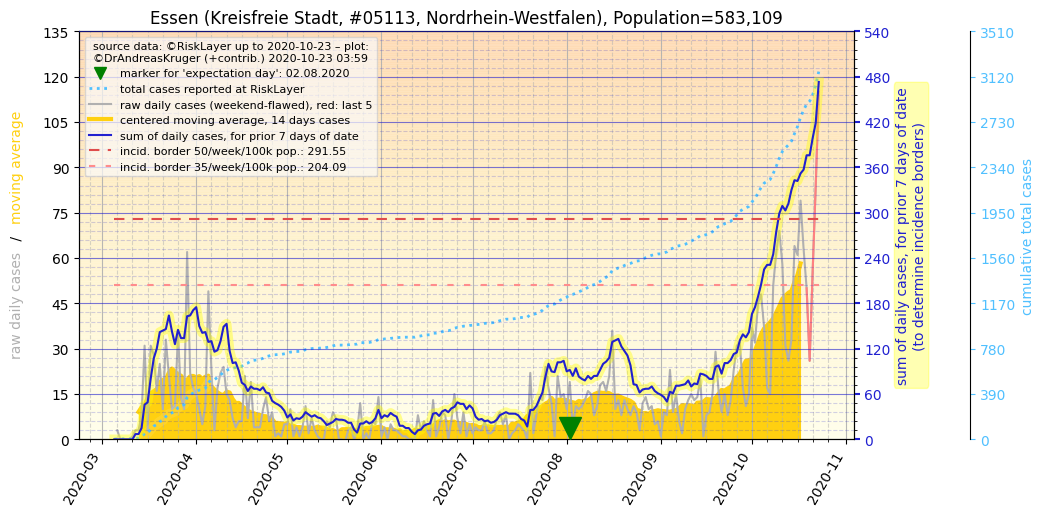 Essen (Kreisfreie Stadt, #05113, Nordrhein-Westfalen), Population=583,109
source data: ©RiskLayer up to 2020-10-23 – plot:
©DrAndreasKruger (+contrib.) 2020-10-23 03:59
marker for 'expectation day': 02.08.2020
total cases reported at RiskLayer
raw daily cases (weekend-flawed), red: last 5
centered moving average, 14 days cases
sum of daily cases, for prior 7 days of date
incid. border 50/week/100k pop.: 291.55
incid. border 35/week/100k pop.: 204.09
raw daily cases / moving average
135
120
105
90
75
60
45
30
15
0
540
480
420
360
300
240
180
120
60
0
sum of daily cases, for prior 7 days of date
(to determine incidence borders)
3510
3120
2730
2340
1950
1560
1170
780
390
0
cumulative total cases
2020-03
2020-04
2020-05
2020-06
2020-07
2020-08
2020-09
2020-10
2020-11